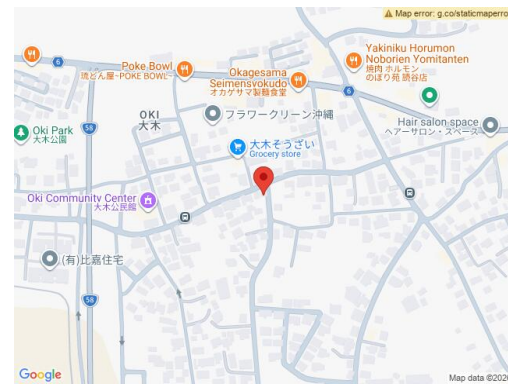 Map error: g.co/staticmaperro
Yakiniku Horumon
Noborien Yomitanten
焼肉 ホルモン
のぼり苑 読谷店
Poke Bowl
琉どん屋~POKE BOWL~
Okagesama
Seimensyokudo
オカゲサマ製麺食堂
6
6
OKI
大木
フラワークリーン沖縄
Hair salon space
ヘアーサロン・スペース
58
Oki Park
大木公園
大木そうざい
Grocery store
Oki Community Center
大木公民館
(有)比嘉住宅
58
Google
Map data ©2026